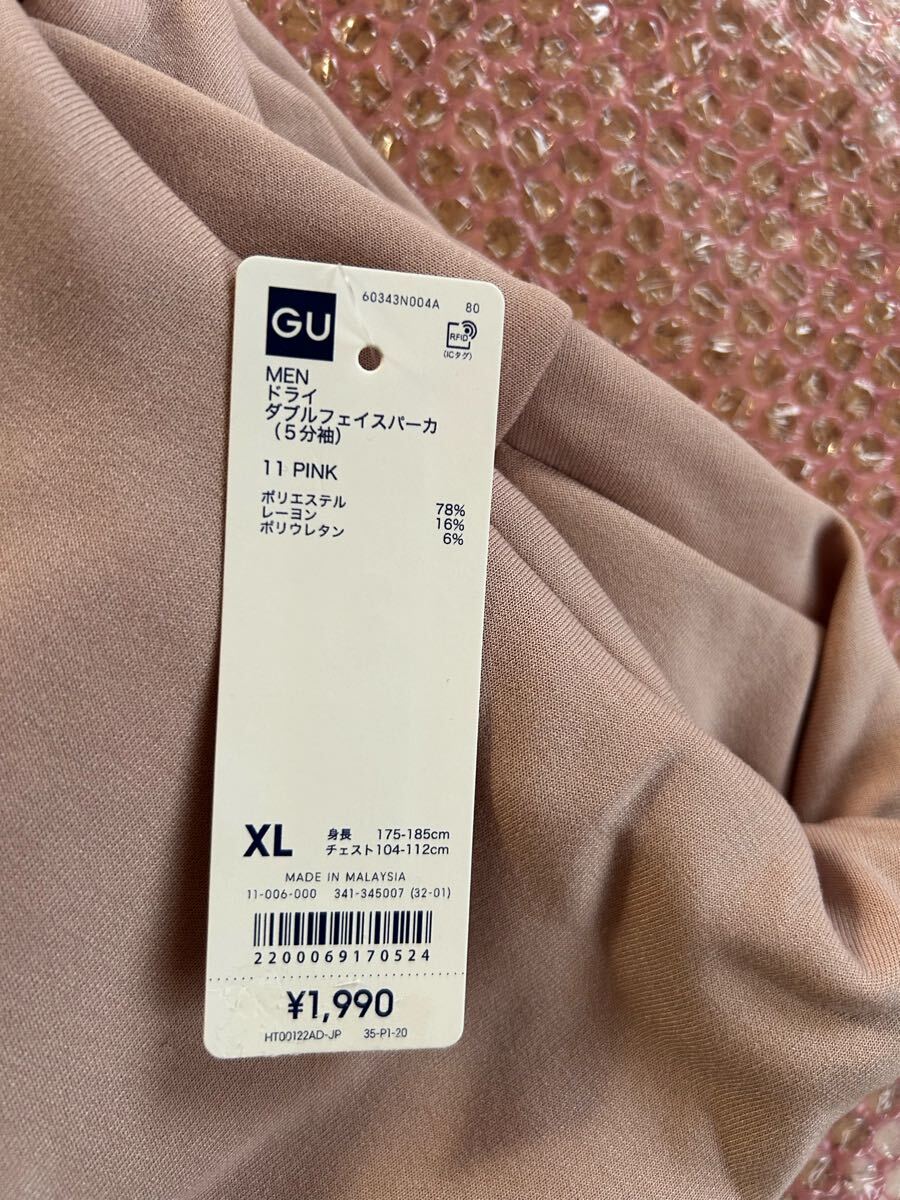 60343N004A 80
GU
RFID
(ICタグ)
MEN
ドライ
ダブルフェイスパーカ
(5分袖)
11 PINK
ポリエステル 78%
レーヨン 16%
ポリウレタン 6%
XL 身長 175-185cm
チェスト104-112cm
MADE IN MALAYSIA
11-006-000 341-345007 (32-01)
2200069170524
¥1,990
HT00122AD-JP 35-P1-20